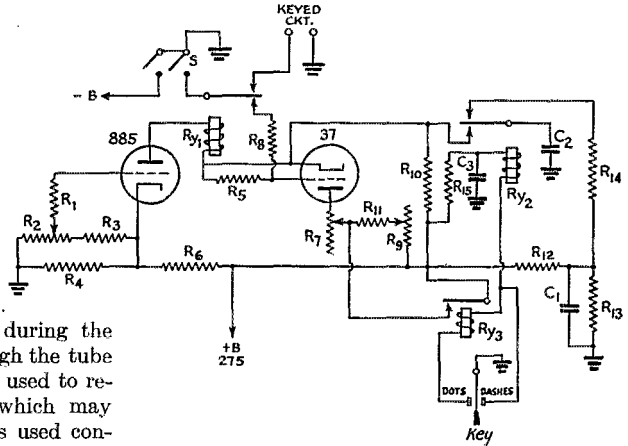 KEYED
CKT.
S
– B
885
Ry1
R8
37
C2
R1
R5
R10
C3
R15
Ry2
R14
R2
R3
R7
R11
R9
R4
R6
R12
C1
R13
+B
275
Ry3
DOTS
DASHES
Key
during the
gh the tube
used to re-
which may
s used con-